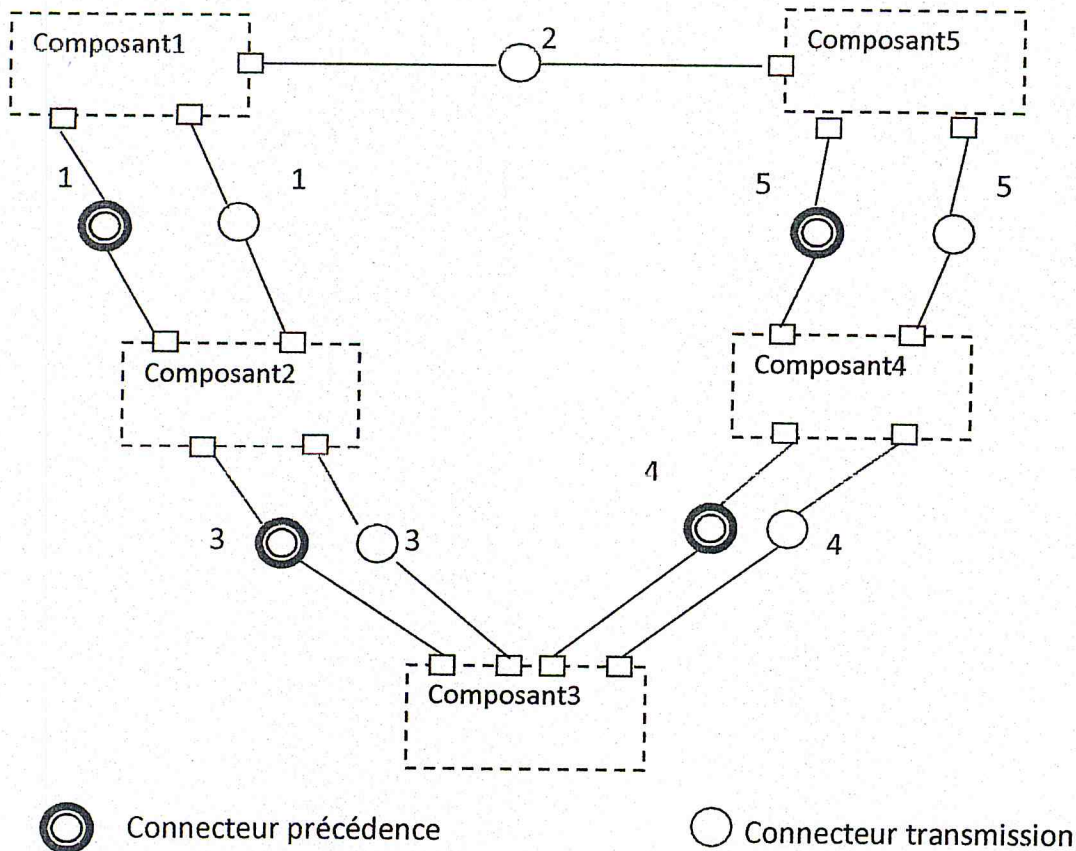 2
Composant1
Composant5
1
1
5
5
Composant2
Composant4
4
3
3
4
Composant3
Connecteur précédence
Connecteur transmission